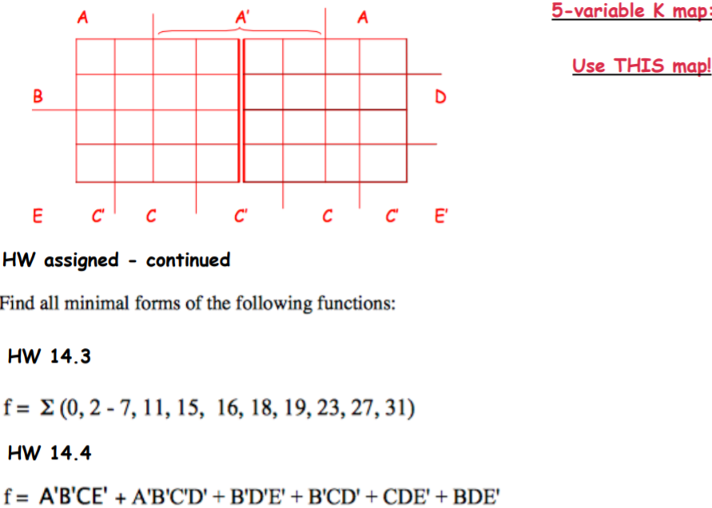 A A' A 5-variable K map:
Use THIS map!
B D
E C' C C' C C' E'
HW assigned - continued
Find all minimal forms of the following functions:
HW 14.3
f = Σ (0, 2 - 7, 11, 15, 16, 18, 19, 23, 27, 31)
HW 14.4
f = A'B'CE' + A'B'C'D' + B'D'E' + B'CD' + CDE' + BDE'